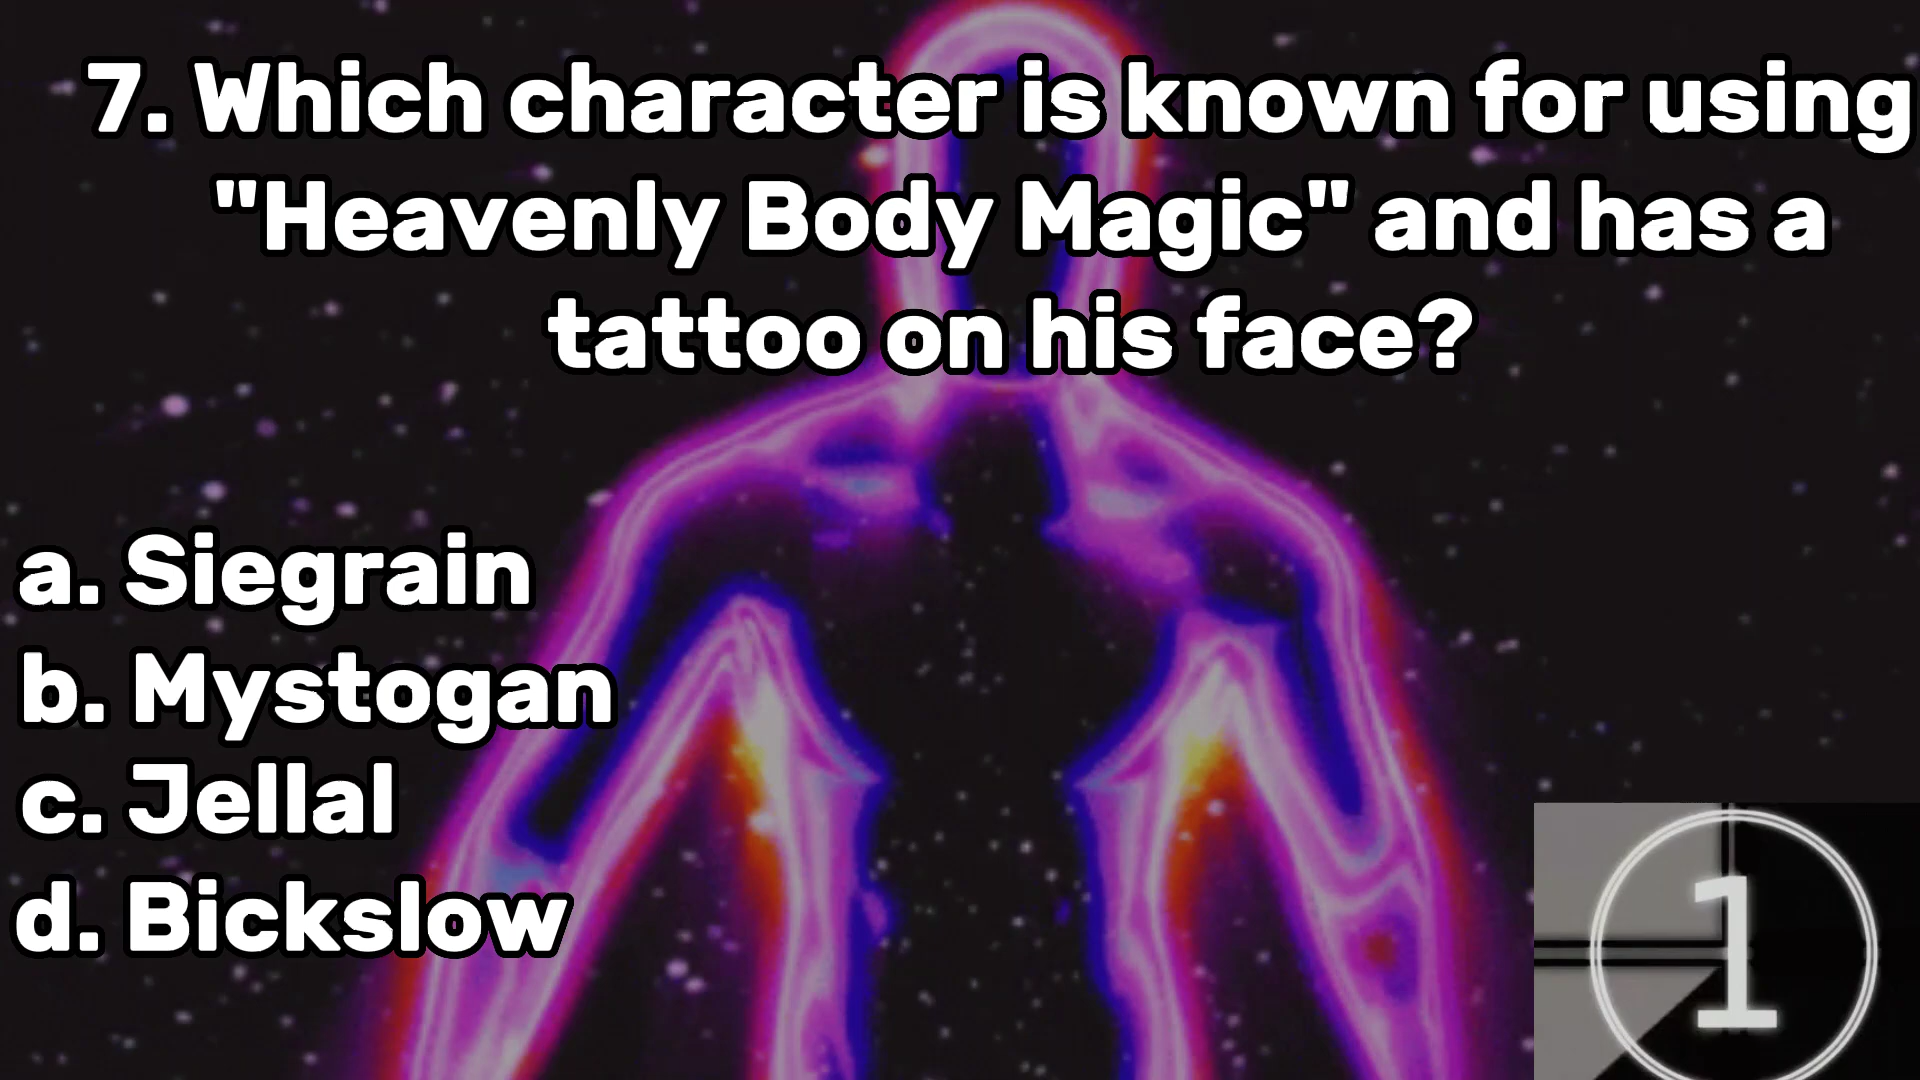 7. Which character is known for using
"Heavenly Body Magic" and has a
tattoo on his face?
a. Siegrain
b. Mystogan
c. Jellal
d. Bickslow
1